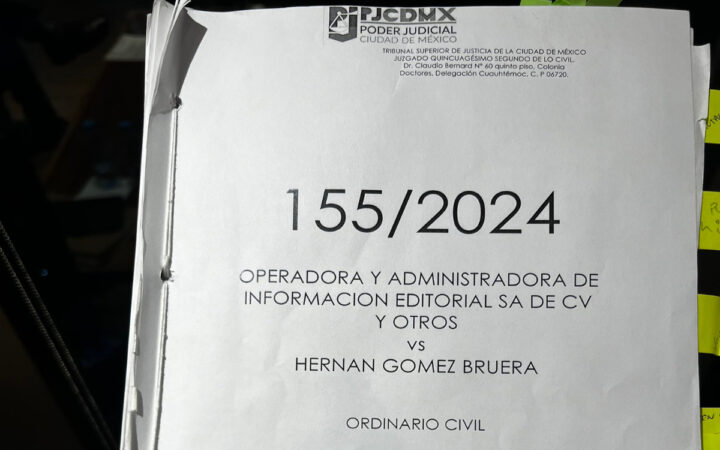 PJCDMX
PODER JUDICIAL
CIUDAD DE MÉXICO
TRIBUNAL SUPERIOR DE JUSTICIA DE LA CIUDAD DE MÉXICO
JUZGADO QUINCUAGÉSIMO SEGUNDO DE LO CIVIL.
Dr. Claudio Bernard N° 60 quinto piso, Colonia
Doctores, Delegación Cuauhtémoc, C. P 06720.
155/2024
OPERADORA Y ADMINISTRADORA DE
INFORMACION EDITORIAL SA DE CV
Y OTROS
vs
HERNAN GOMEZ BRUERA
ORDINARIO CIVIL